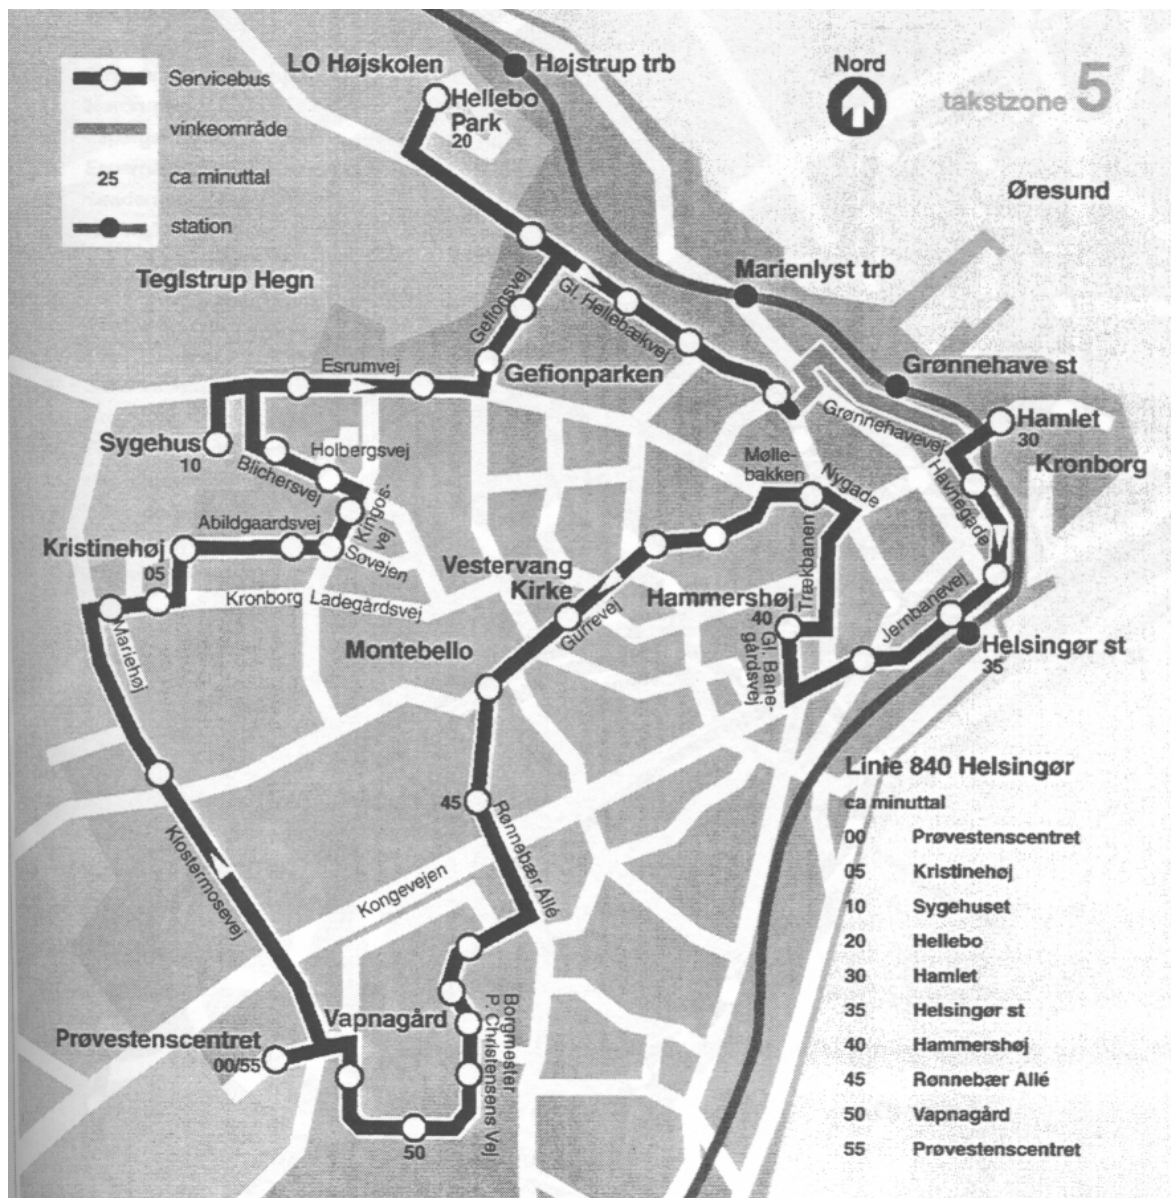 Servicebus
vinkeområde
25 ca minuttal
station
LO Højskolen
Hellebo
Park
20
Højstrup trb
Nord
takstzone 5
Øresund
Teglstrup Hegn
Marienlyst trb
Gefionsvej
Gl. Hellebækvej
Esrumvej
Gefionparken
Grønnehave st
Grønnehavevej
Hamlet
30
Kronborg
Havnegade
Sygehus
10
Holbergsvej
Blichersvej
Kingos-
vej
Mølle-
bakken
Nygade
Abildgaardsvej
Kristinehøj
05
Søvejen
Vestervang
Kirke
Trækbanen
Hammershøj
40
Kronborg Ladegårdsvej
Mariehøj
Gurrevej
Montebello
Gl. Bane-
gårdsvej
Jernbanevej
Helsingør st
35
45
Rønnebær Allé
Klostermosevej
Kongevejen
Prøvestenscentret
00/55
Vapnagård
Borgmester
P. Christensens Vej
50
Linie 840 Helsingør
ca minuttal
00 Prøvestenscentret
05 Kristinehøj
10 Sygehuset
20 Hellebo
30 Hamlet
35 Helsingør st
40 Hammershøj
45 Rønnebær Allé
50 Vapnagård
55 Prøvestenscentret